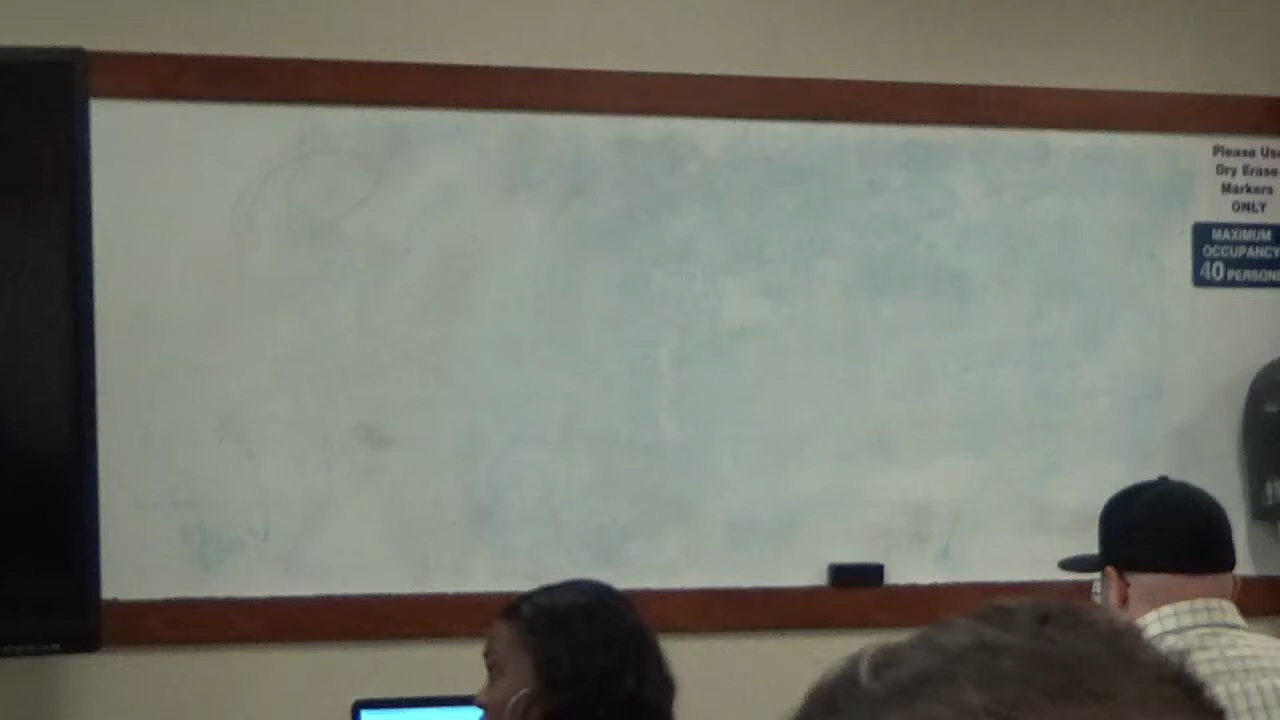 Please Use
Dry Erase
Markers
ONLY
MAXIMUM
OCCUPANCY
40 PERSONS